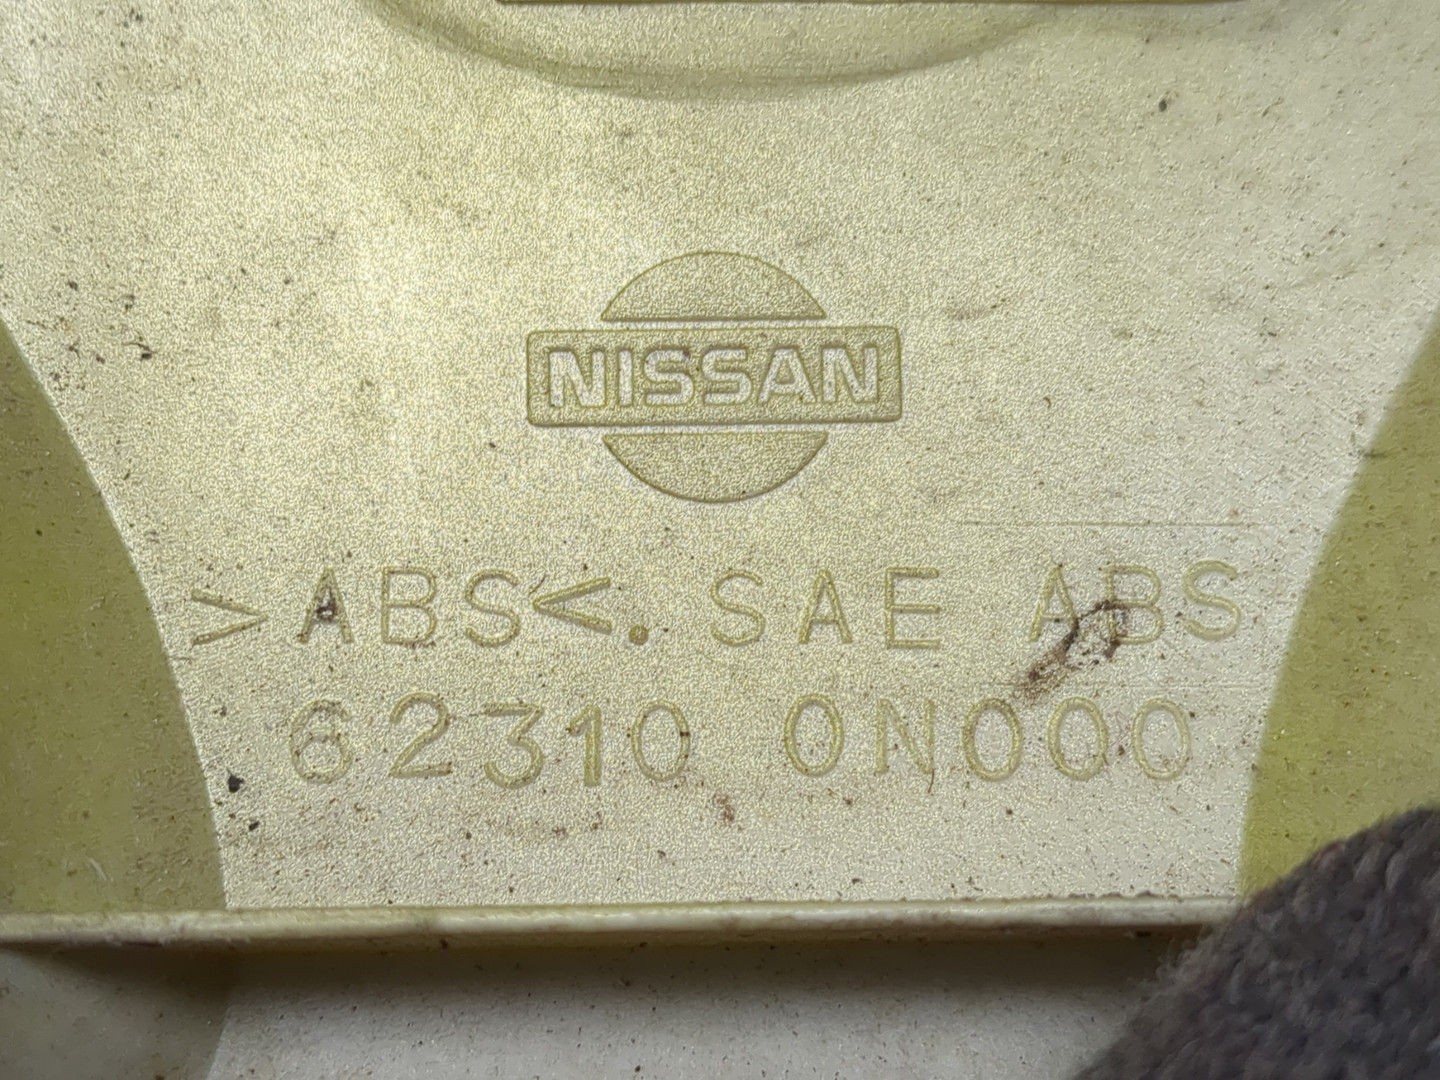 NISSAN
>ABS<. SAE ABS
62310 0N000